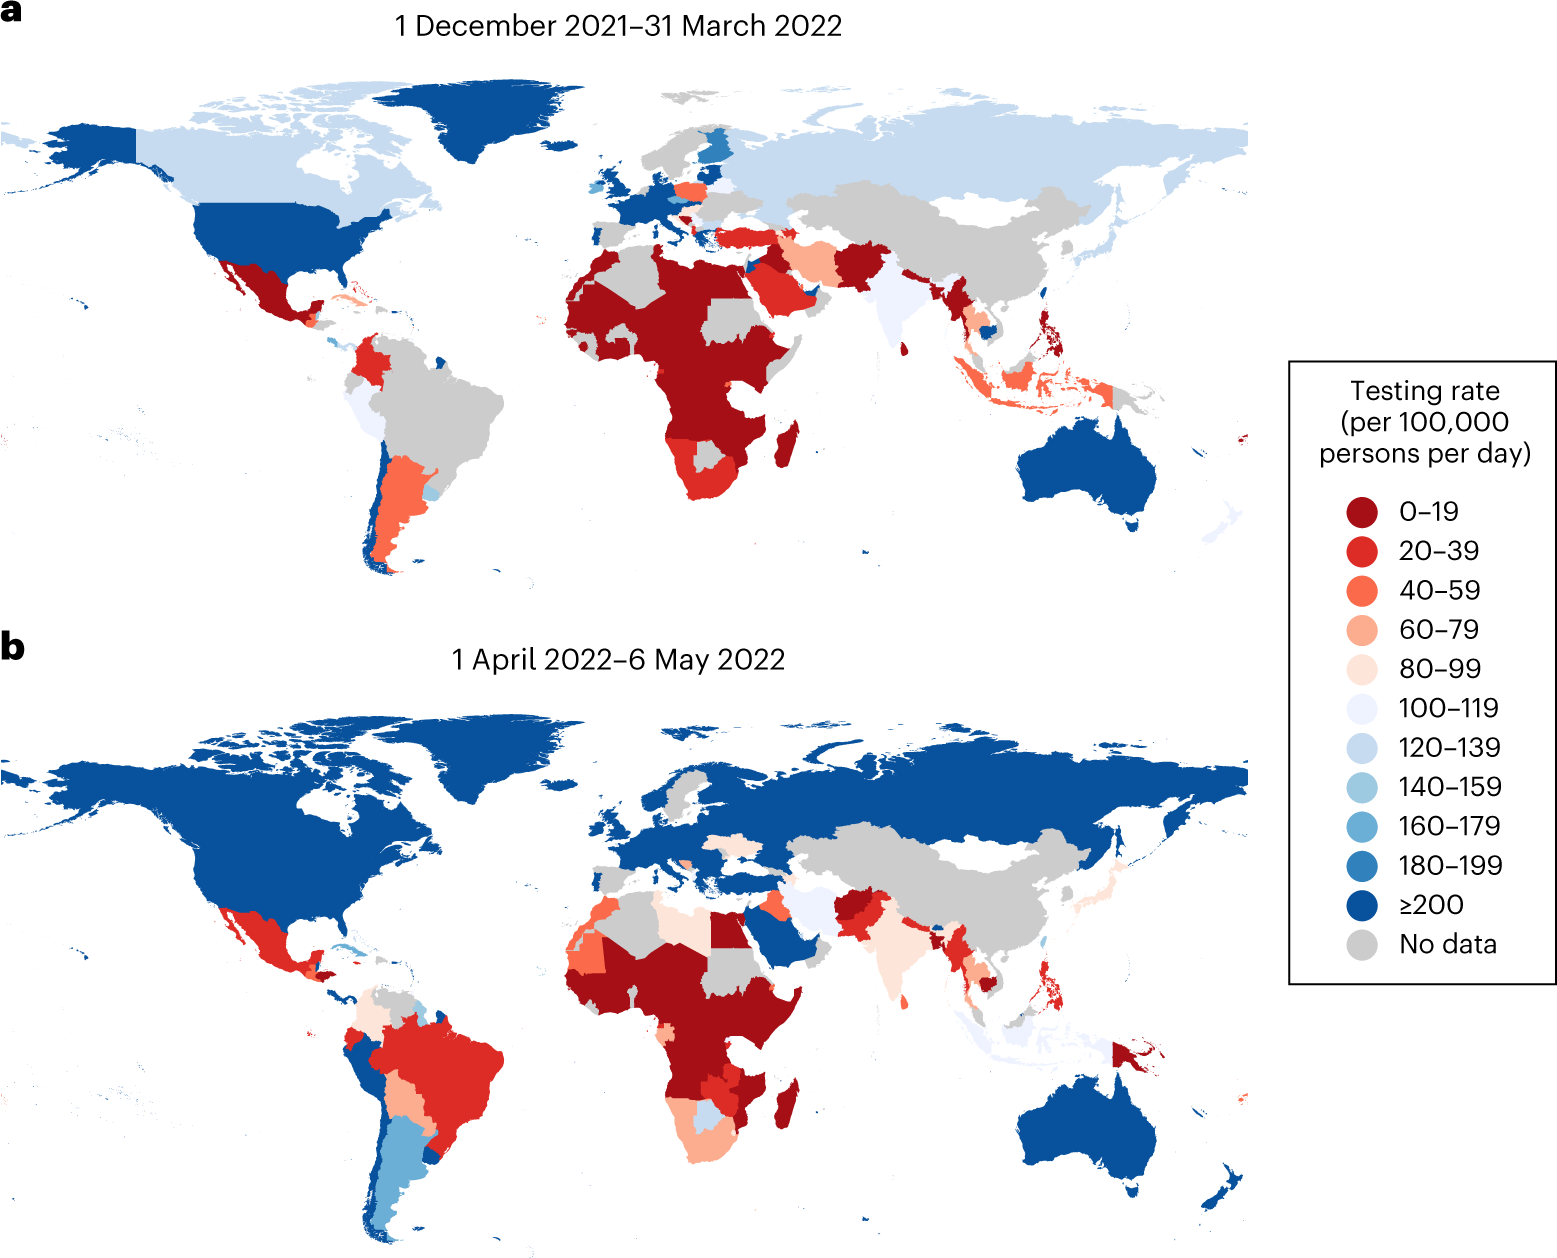 a
1 December 2021–31 March 2022
Testing rate
(per 100,000
persons per day)
0–19
20–39
40–59
60–79
80–99
100–119
120–139
140–159
160–179
180–199
≥200
No data
b
1 April 2022–6 May 2022